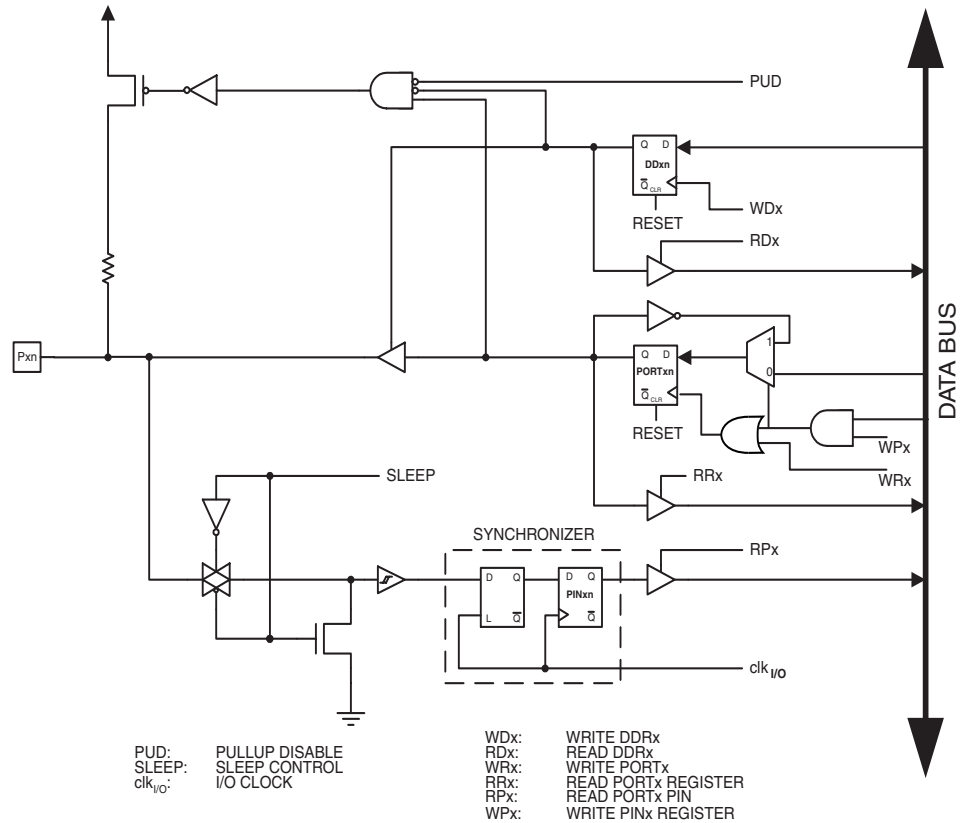 PUD
Q D
DDxn
Q CLR
WDx
RESET
RDx
DATA BUS
1
Pxn
Q D
PORTxn
0
Q CLR
RESET
WPx
WRx
SLEEP
RRx
SYNCHRONIZER
RPx
D Q
D Q
PINxn
L Q
Q
clk I/O
PUD: PULLUP DISABLE
SLEEP: SLEEP CONTROL
clkI/O: I/O CLOCK
WDx: WRITE DDRx
RDx: READ DDRx
WRx: WRITE PORTx
RRx: READ PORTx REGISTER
RPx: READ PORTx PIN
WPx: WRITE PINx REGISTER